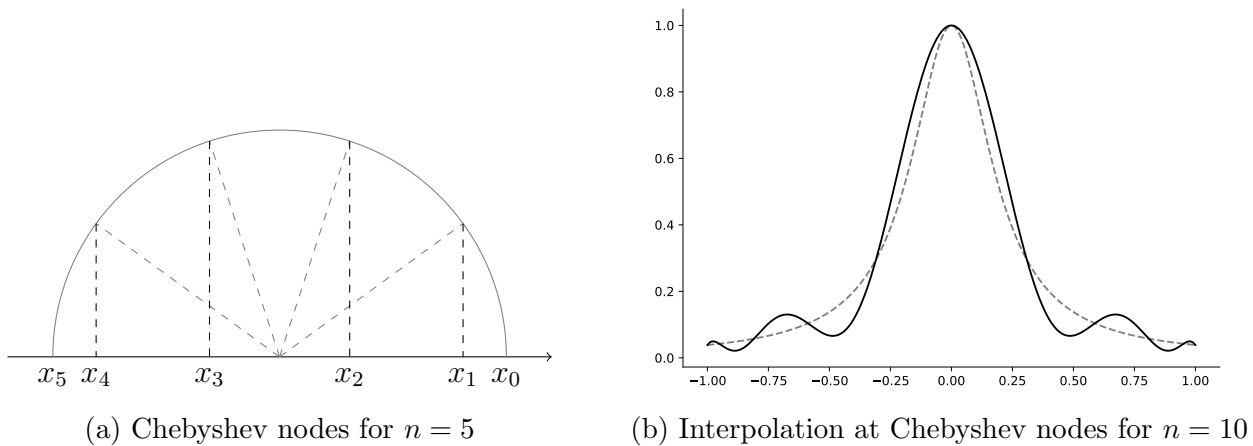 x₅ x₄ x₃ x₂ x₁ x₀
(a) Chebyshev nodes for n = 5
1.0
0.8
0.6
0.4
0.2
0.0
−1.00 −0.75 −0.50 −0.25 0.00 0.25 0.50 0.75 1.00
(b) Interpolation at Chebyshev nodes for n = 10